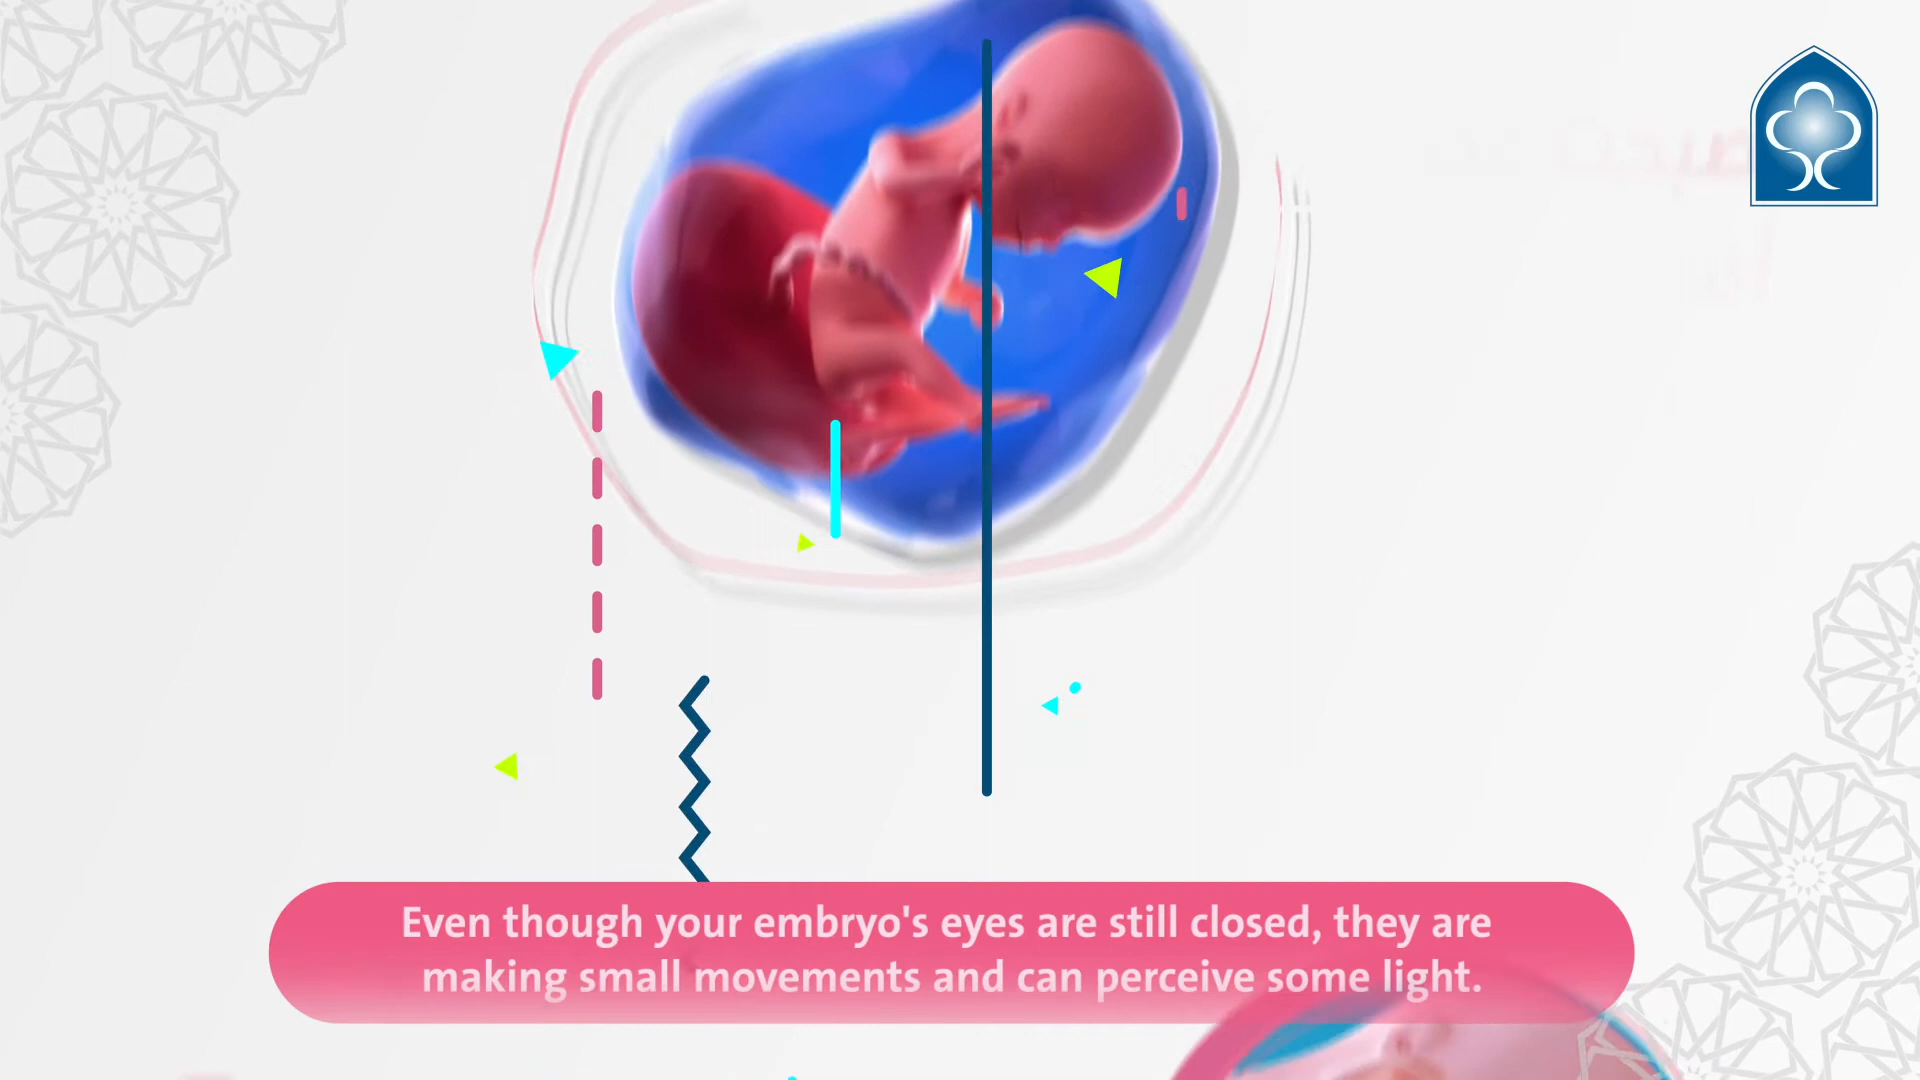 Even though your embryo's eyes are still closed, they are
making small movements and can perceive some light.